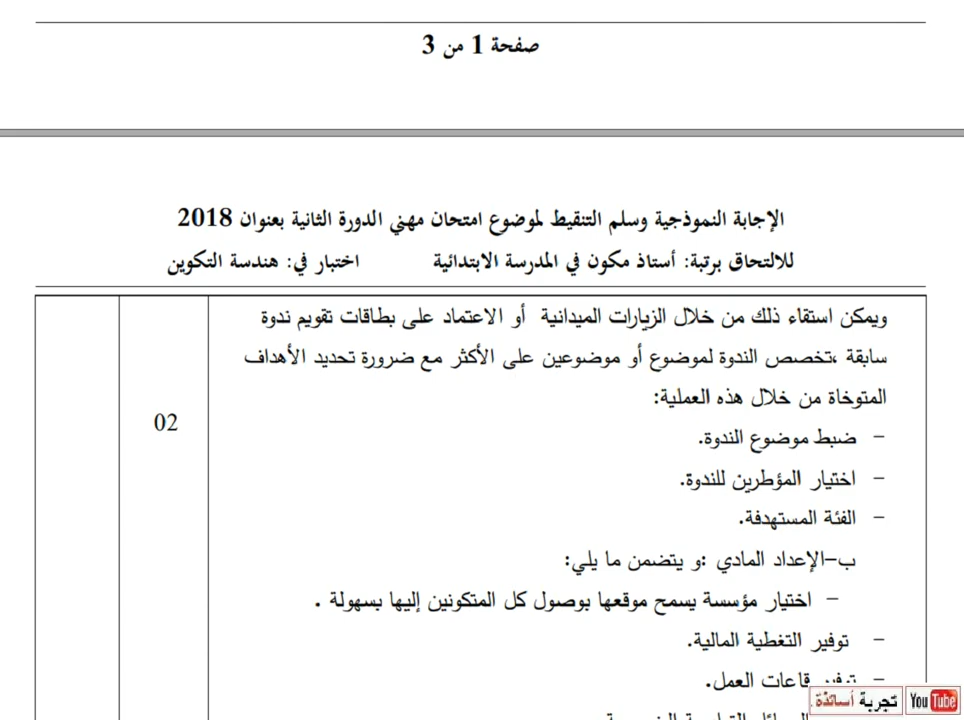 صفحة 1 من 3
الإجابة النموذجية وسلم التنقيط لموضوع امتحان مهني الدورة الثانية بعنوان 2018
للالتحاق برتبة: أستاذ مكون في المدرسة الابتدائية اختبار في: هندسة التكوين
ويمكن استقاء ذلك من خلال الزيارات الميدانية أو الاعتماد على بطاقات تقويم ندوة
سابقة ،تخصص الندوة لموضوع أو موضوعين على الأكثر مع ضرورة تحديد الأهداف
المتوخاة من خلال هذه العملية:
02
- ضبط موضوع الندوة.
- اختيار المؤطرين للندوة.
- الفئة المستهدفة.
ب-الإعداد المادي :و يتضمن ما يلي:
- اختيار مؤسسة يسمح موقعها بوصول كل المتكونين إليها بسهولة .
- توفير التغطية المالية.
- توفير قاعات العمل.
تجربة أساتذة
YouTube